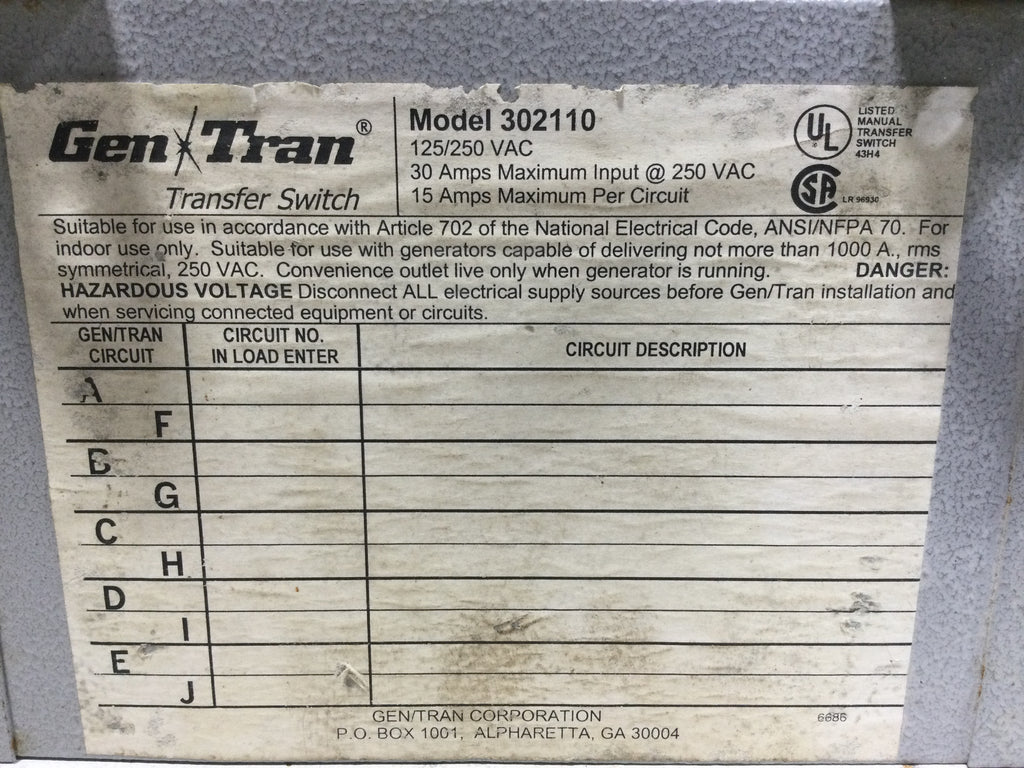 Gen Tran®
Transfer Switch
Model 302110
125/250 VAC
30 Amps Maximum Input @ 250 VAC
15 Amps Maximum Per Circuit
UL ®
LISTED
MANUAL
TRANSFER
SWITCH
43H4
SA LR 96930
Suitable for use in accordance with Article 702 of the National Electrical Code, ANSI/NFPA 70. For
indoor use only. Suitable for use with generators capable of delivering not more than 1000 A., rms
symmetrical, 250 VAC. Convenience outlet live only when generator is running. DANGER:
HAZARDOUS VOLTAGE Disconnect ALL electrical supply sources before Gen/Tran installation and
when servicing connected equipment or circuits.
GEN/TRAN
CIRCUIT
CIRCUIT NO.
IN LOAD ENTER
CIRCUIT DESCRIPTION
A
F
B
G
C
H
D
I
E
J
GEN/TRAN CORPORATION
P.O. BOX 1001, ALPHARETTA, GA 30004
6686